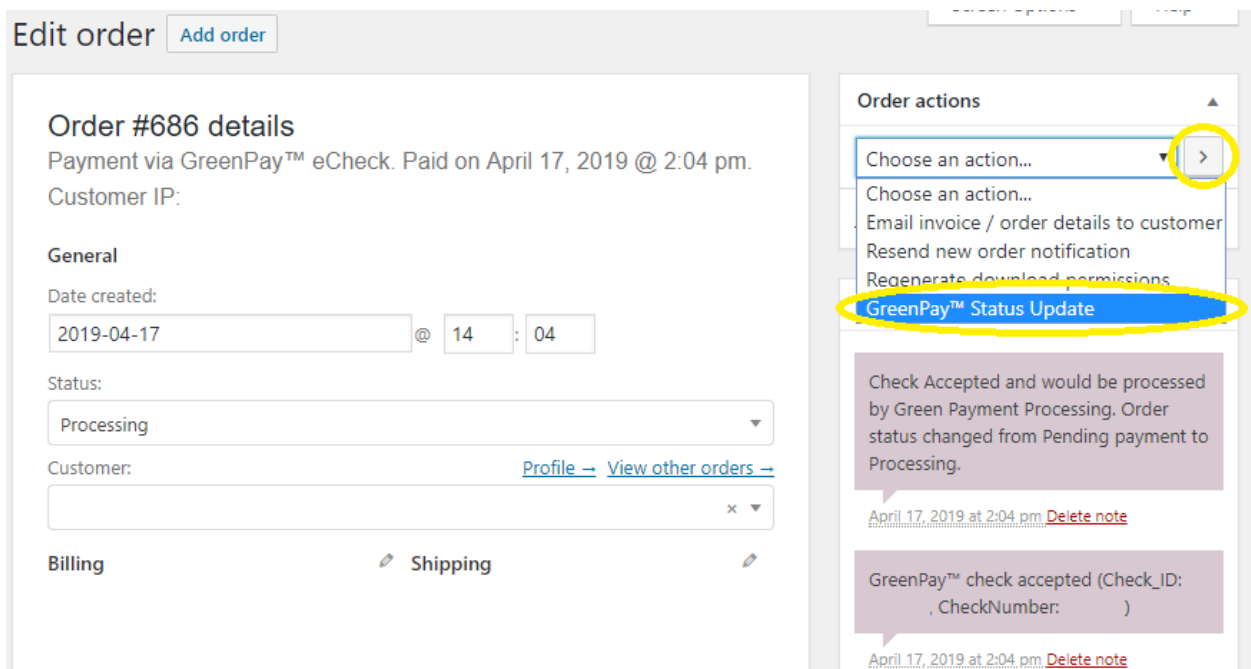 Edit order
Add order
Order #686 details
Payment via GreenPay™ eCheck. Paid on April 17, 2019 @ 2:04 pm.
Customer IP:
General
Date created:
2019-04-17 @ 14 : 04
Status:
Processing
Customer:
Profile → View other orders →
×
Billing
Shipping
Order actions
Choose an action...
>
Choose an action...
Email invoice / order details to customer
Resend new order notification
Regenerate download permissions
GreenPay™ Status Update
Check Accepted and would be processed
by Green Payment Processing. Order
status changed from Pending payment to
Processing.
April 17, 2019 at 2:04 pm Delete note
GreenPay™ check accepted (Check_ID:
, CheckNumber: )
April 17, 2019 at 2:04 pm Delete note